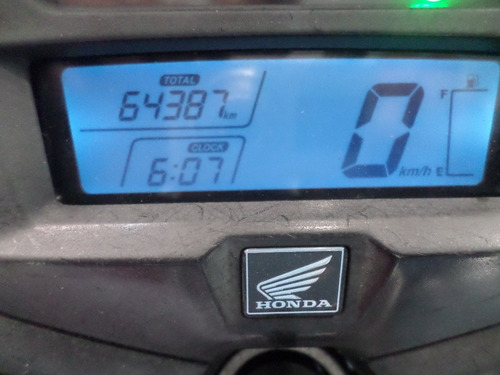 TOTAL
64387 km
CLOCK
6:07
0 km/h
F
E
HONDA